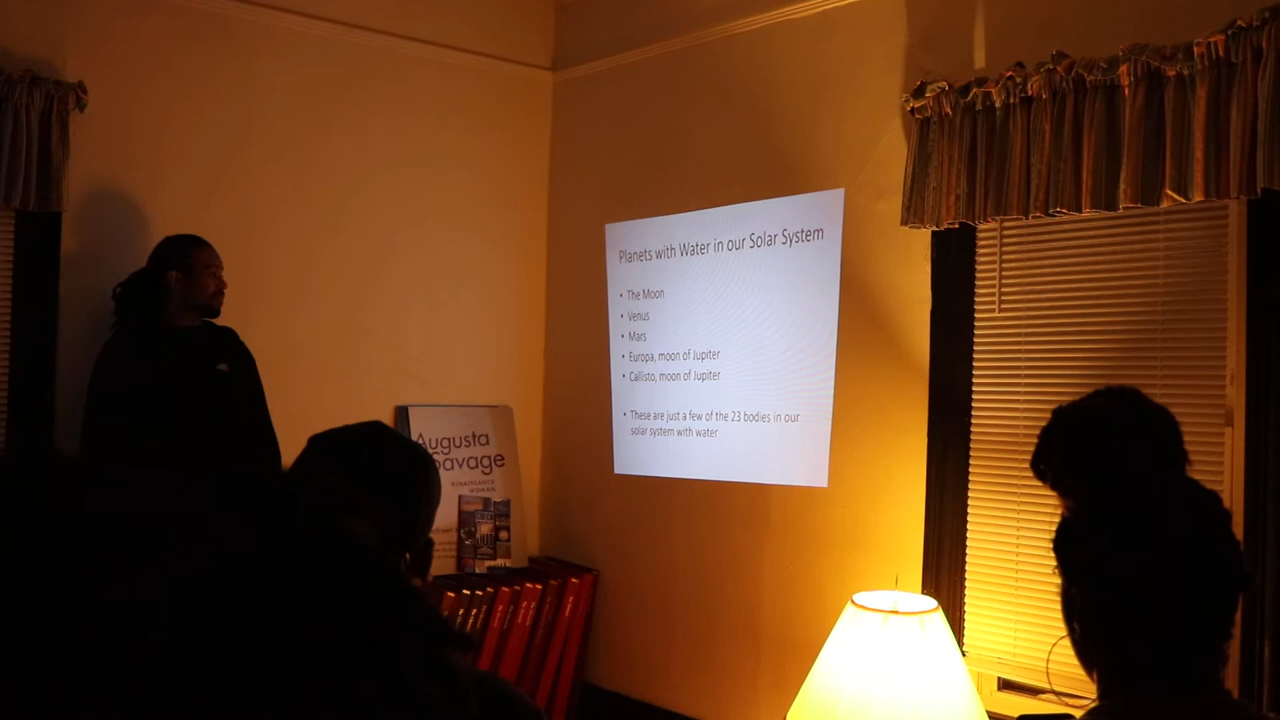 Planets with Water in our Solar System
• The Moon
• Venus
• Mars
• Europa, moon of Jupiter
• Callisto, moon of Jupiter
• These are just a few of the 23 bodies in our
solar system with water
Augusta
Savage
RENAISSANCE
WOMAN